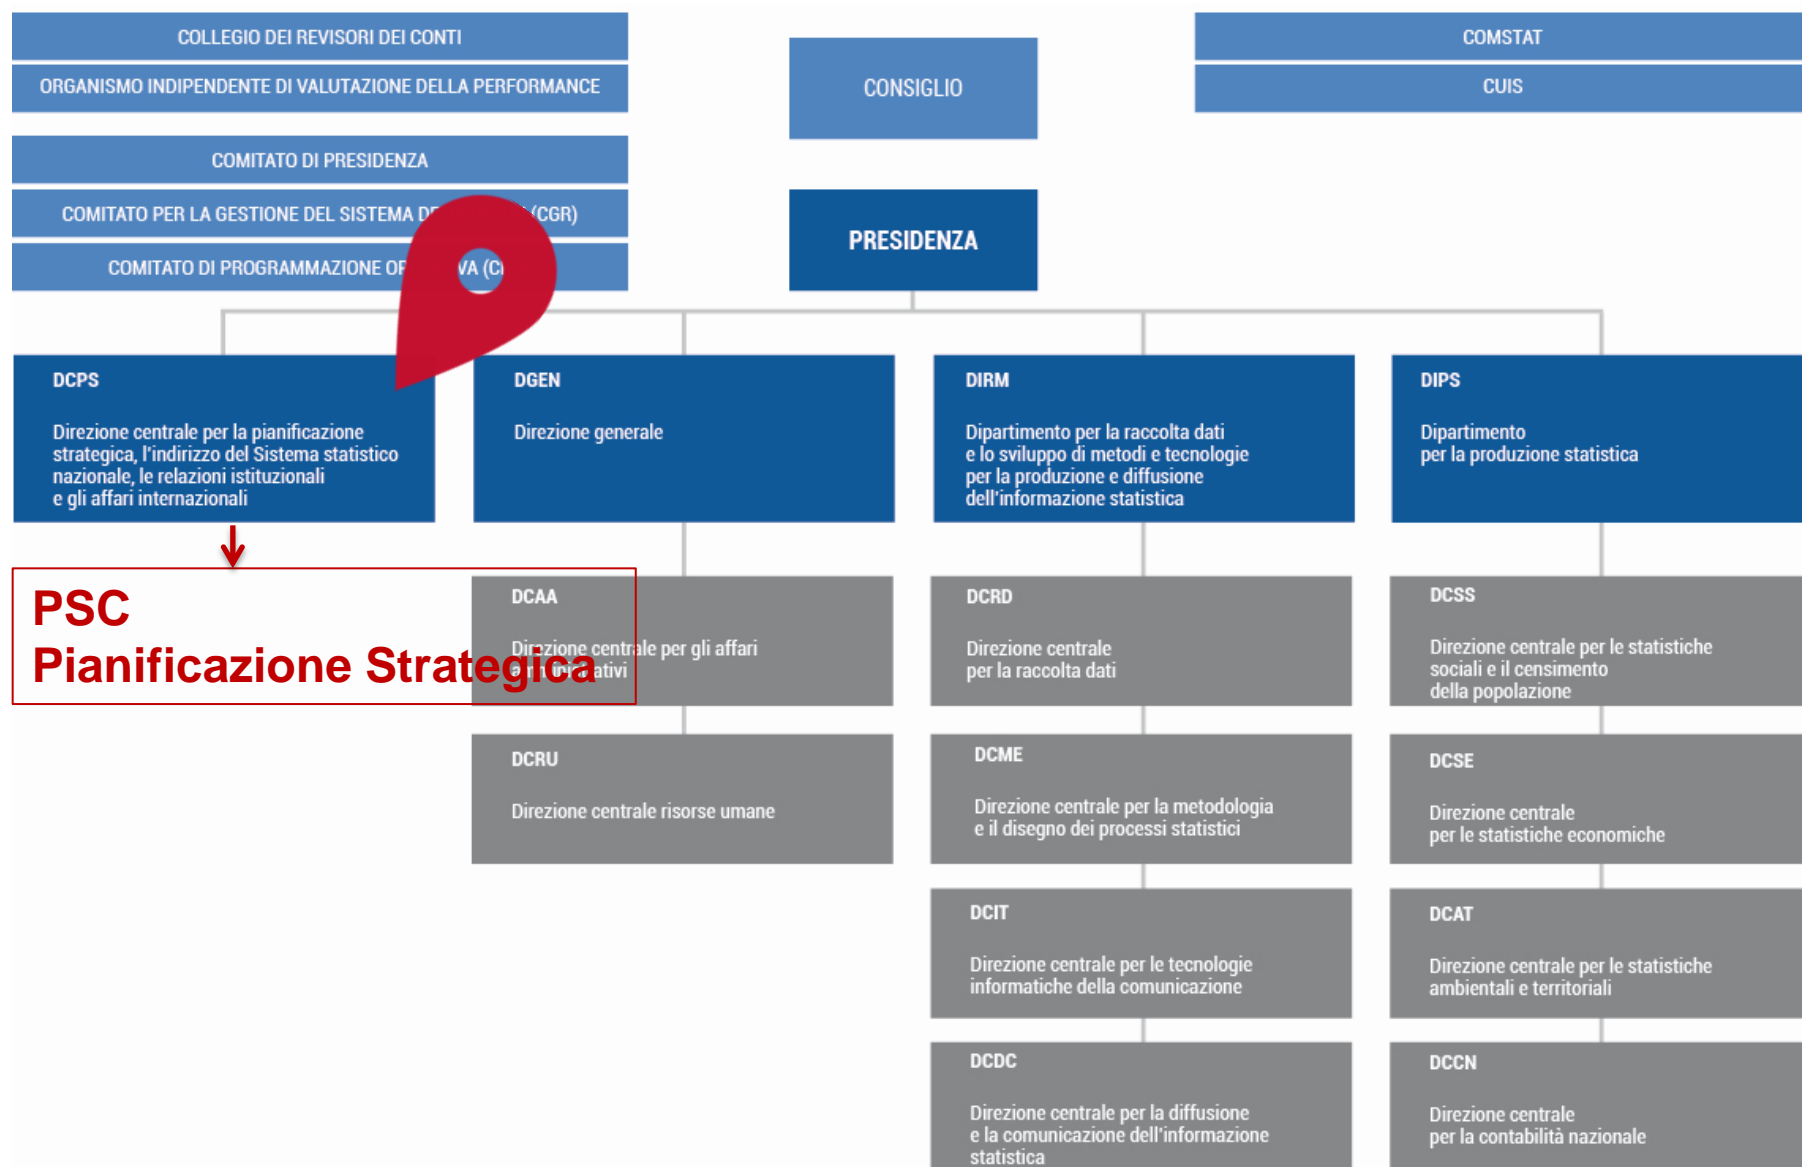 COLLEGIO DEI REVISORI DEI CONTI
ORGANISMO INDIPENDENTE DI VALUTAZIONE DELLA PERFORMANCE
COMITATO DI PRESIDENZA
COMITATO PER LA GESTIONE DEL SISTEMA (CGR)
COMITATO DI PROGRAMMAZIONE
CONSIGLIO
PRESIDENZA
COMSTAT
CUIS
DCPS
Direzione centrale per la pianificazione
strategica, l'indirizzo del Sistema statistico
nazionale, le relazioni istituzionali
e gli affari internazionali
PSC
Pianificazione Strategica
DGEN
Direzione generale
DCAA
Direzione centrale per gli affari
amministrativi
DCRU
Direzione centrale risorse umane
DIRM
Dipartimento per la raccolta dati
e lo sviluppo di metodi e tecnologie
per la produzione e diffusione
dell'informazione statistica
DCRD
Direzione centrale
per la raccolta dati
DCME
Direzione centrale per la metodologia
e il disegno dei processi statistici
DCIT
Direzione centrale per le tecnologie
informatiche della comunicazione
DCDC
Direzione centrale per la diffusione
e la comunicazione dell'informazione
statistica
DIPS
Dipartimento
per la produzione statistica
DCSS
Direzione centrale per le statistiche
sociali e il censimento
della popolazione
DCSE
Direzione centrale
per le statistiche economiche
DCAT
Direzione centrale per le statistiche
ambientali e territoriali
DCCN
Direzione centrale
per la contabilità nazionale